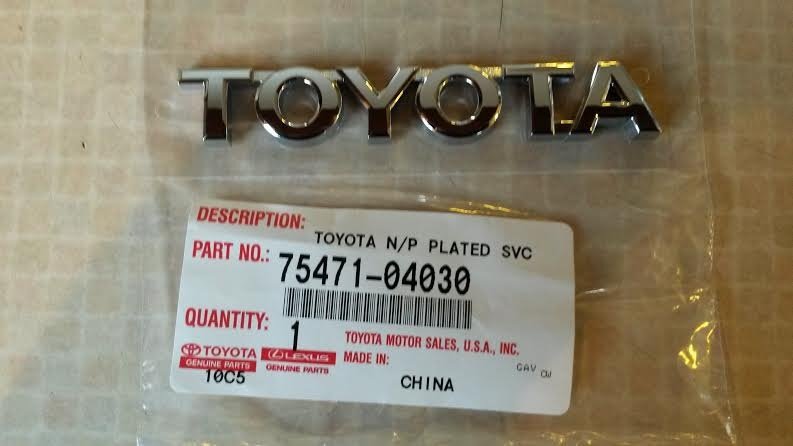 TOYOTA
DESCRIPTION:
TOYOTA N/P PLATED SVC
PART NO.: 75471-04030
QUANTITY: 1
TOYOTA MOTOR SALES, U.S.A., INC.
TOYOTA LEXUS MADE IN:
GENUINE PARTS GENUINE PARTS
10C5 CHINA GAV CW